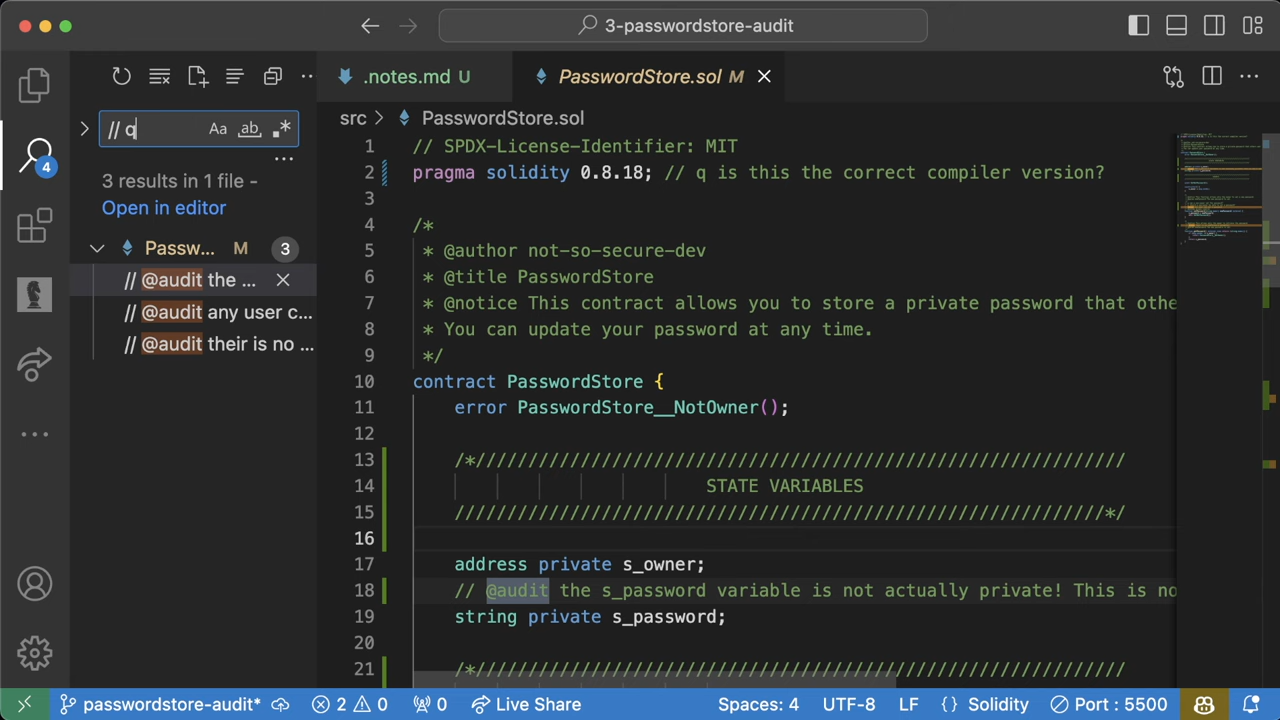 3-passwordstore-audit
.notes.md U
PasswordStore.sol M
// q
Aa
ab
.*
src > PasswordStore.sol
4
3 results in 1 file -
Open in editor
Passw... M 3
// @audit the ...
// @audit any user c...
// @audit their is no ...
1 // SPDX-License-Identifier: MIT
2 pragma solidity 0.8.18; // q is this the correct compiler version?
3
4 /*
5 * @author not-so-secure-dev
6 * @title PasswordStore
7 * @notice This contract allows you to store a private password that othe
8 * You can update your password at any time.
9 */
10 contract PasswordStore {
11 error PasswordStore__NotOwner();
12
13 /*//////////////////////////////////////////////////////////////
14 STATE VARIABLES
15 //////////////////////////////////////////////////////////////*/
16
17 address private s_owner;
18 // @audit the s_password variable is not actually private! This is no
19 string private s_password;
20
21 /*//////////////////////////////////////////////////////////////
passwordstore-audit* 2 0 0 Live Share Spaces: 4 UTF-8 LF {} Solidity Port : 5500